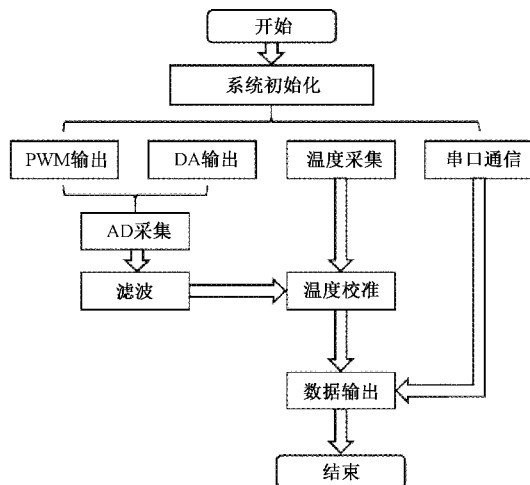 开始
系统初始化
PWM输出
DA输出
温度采集
串口通信
AD采集
滤波
温度校准
数据输出
结束